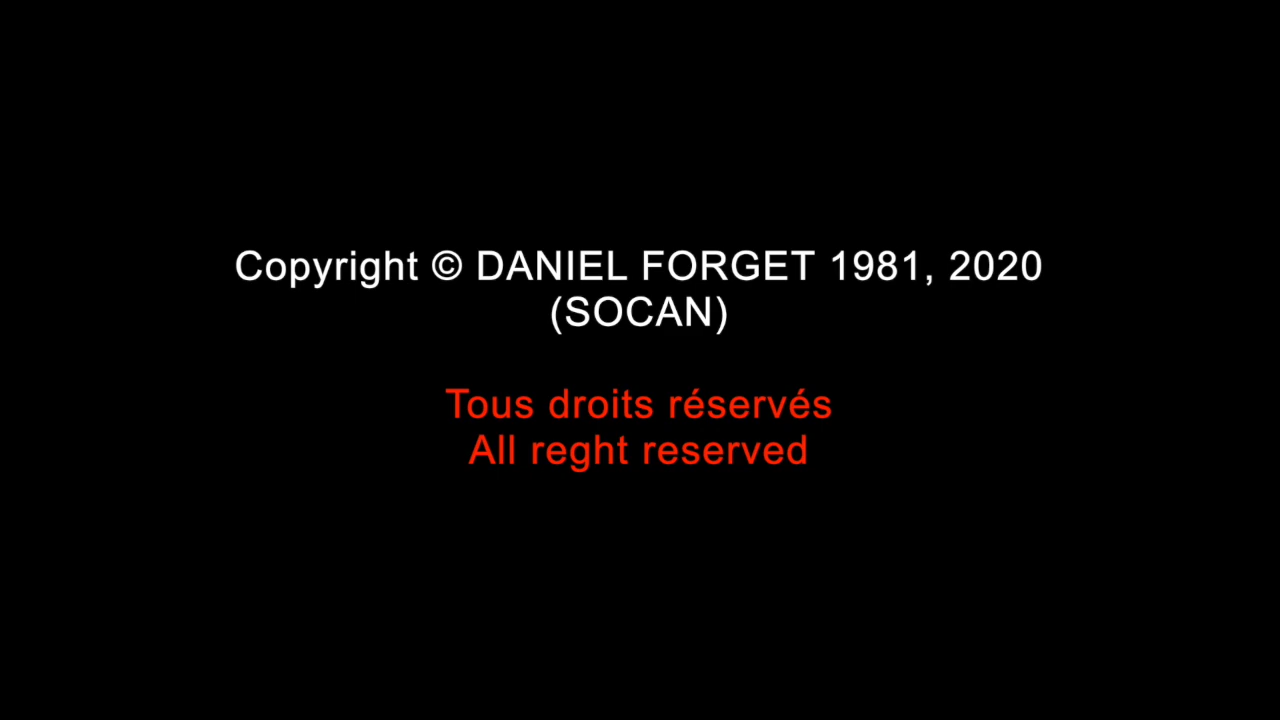 Copyright © DANIEL FORGET 1981, 2020
(SOCAN)
Tous droits réservés
All reght reserved